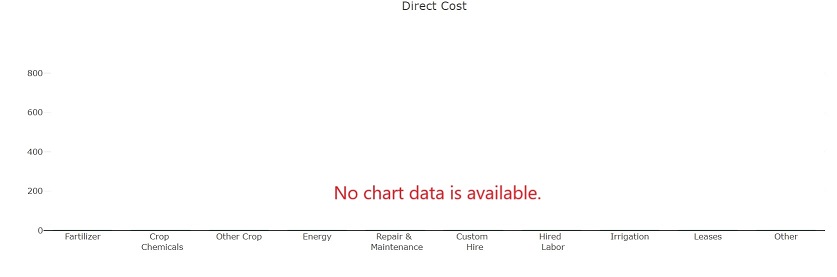 Direct Cost
800
600
400
200
No chart data is available.
0
Fartilizer
Crop
Chemicals
Other Crop
Energy
Repair &
Maintenance
Custom
Hire
Hired
Labor
Irrigation
Leases
Other